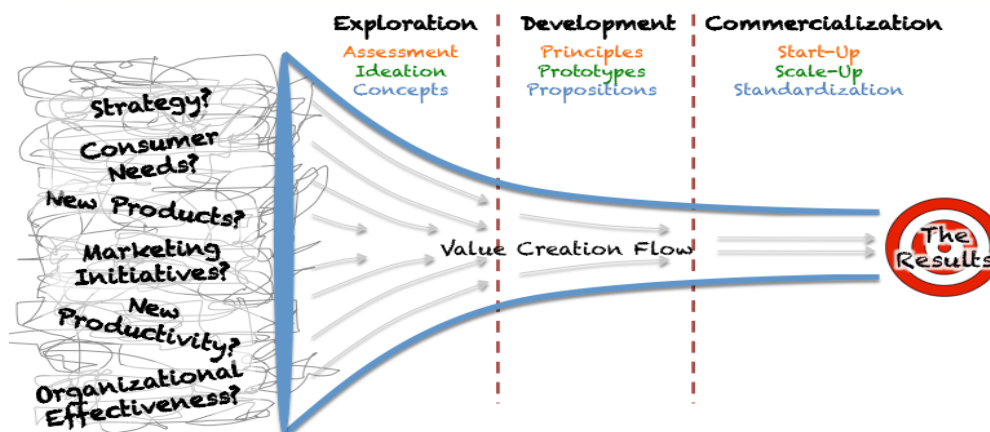 Exploration
Development
Commercialization
Assessment
Ideation
Concepts
Principles
Prototypes
Propositions
Start-Up
Scale-Up
Standardization
Strategy?
Consumer
Needs?
New Products?
Marketing
Initiatives?
New
Productivity?
Organizational
Effectiveness?
Value Creation Flow
The
Results